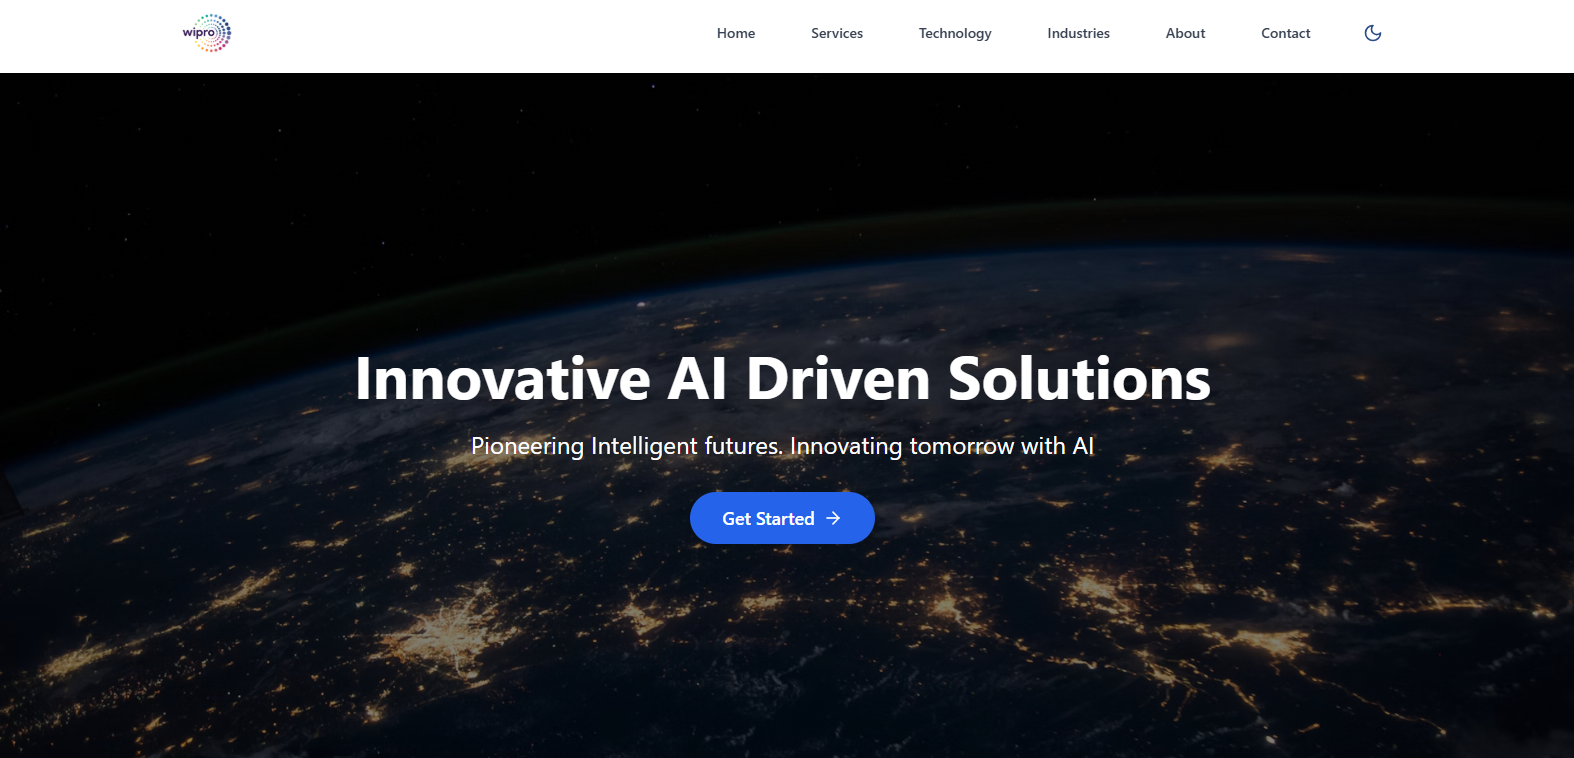 wipro
Home Services Technology Industries About Contact
Innovative AI Driven Solutions
Pioneering Intelligent futures. Innovating tomorrow with AI
Get Started